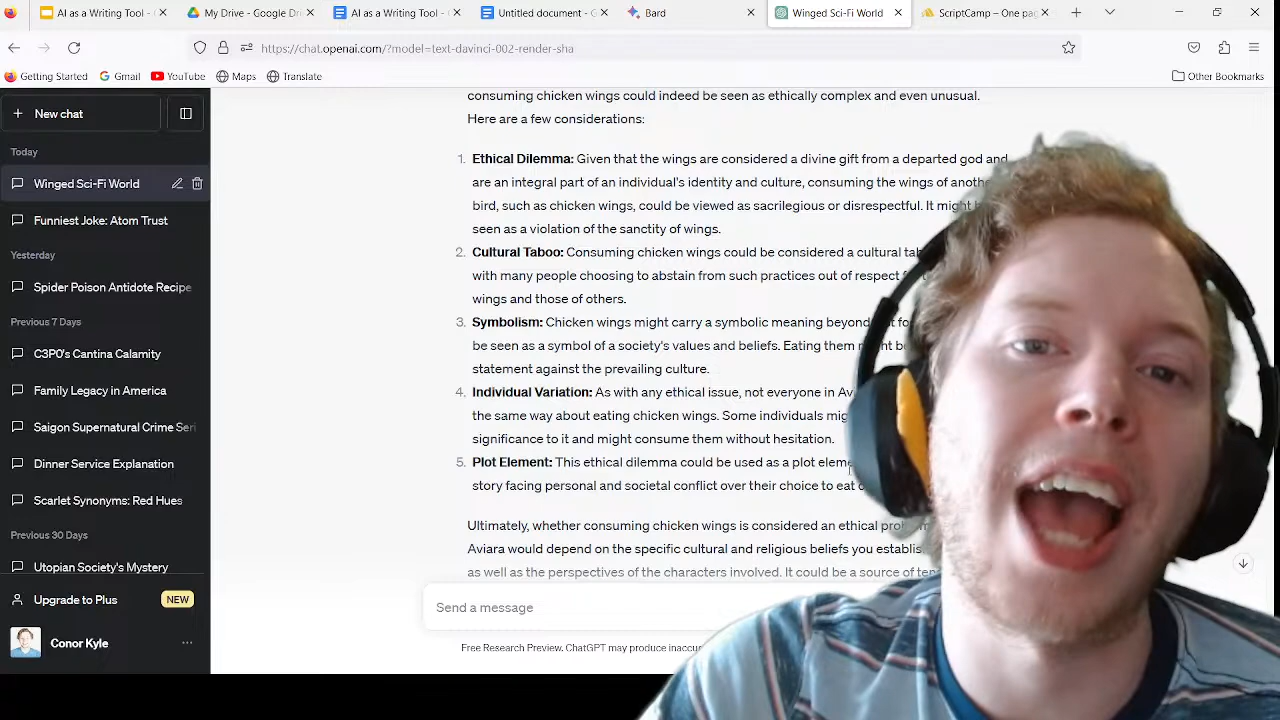 AI as a Writing Tool -
My Drive - Google Dri
AI as a Writing Tool -
Untitled document - G
Bard
Winged Sci-Fi World
ScriptCamp – One pa
https://chat.openai.com/?model=text-davinci-002-render-sha
Getting Started
Gmail
YouTube
Maps
Translate
Other Bookmarks
New chat
Today
Winged Sci-Fi World
Funniest Joke: Atom Trust
Yesterday
Spider Poison Antidote Recipe
Previous 7 Days
C3P0's Cantina Calamity
Family Legacy in America
Saigon Supernatural Crime Seri
Dinner Service Explanation
Scarlet Synonyms: Red Hues
Previous 30 Days
Utopian Society's Mystery
Upgrade to Plus NEW
Conor Kyle
consuming chicken wings could indeed be seen as ethically complex and even unusual.
Here are a few considerations:
1. Ethical Dilemma: Given that the wings are considered a divine gift from a departed god and
are an integral part of an individual's identity and culture, consuming the wings of anoth
bird, such as chicken wings, could be viewed as sacrilegious or disrespectful. It might
seen as a violation of the sanctity of wings.
2. Cultural Taboo: Consuming chicken wings could be considered a cultural ta
with many people choosing to abstain from such practices out of respect
wings and those of others.
3. Symbolism: Chicken wings might carry a symbolic meaning beyond
be seen as a symbol of a society's values and beliefs. Eating them
statement against the prevailing culture.
4. Individual Variation: As with any ethical issue, not everyone in
the same way about eating chicken wings. Some individuals
significance to it and might consume them without hesitation.
5. Plot Element: This ethical dilemma could be used as a plot eleme
story facing personal and societal conflict over their choice to eat
Ultimately, whether consuming chicken wings is considered an ethical
Aviara would depend on the specific cultural and religious beliefs you establis
as well as the perspectives of the characters involved. It could be a source of
Send a message
Free Research Preview. ChatGPT may produce inaccu